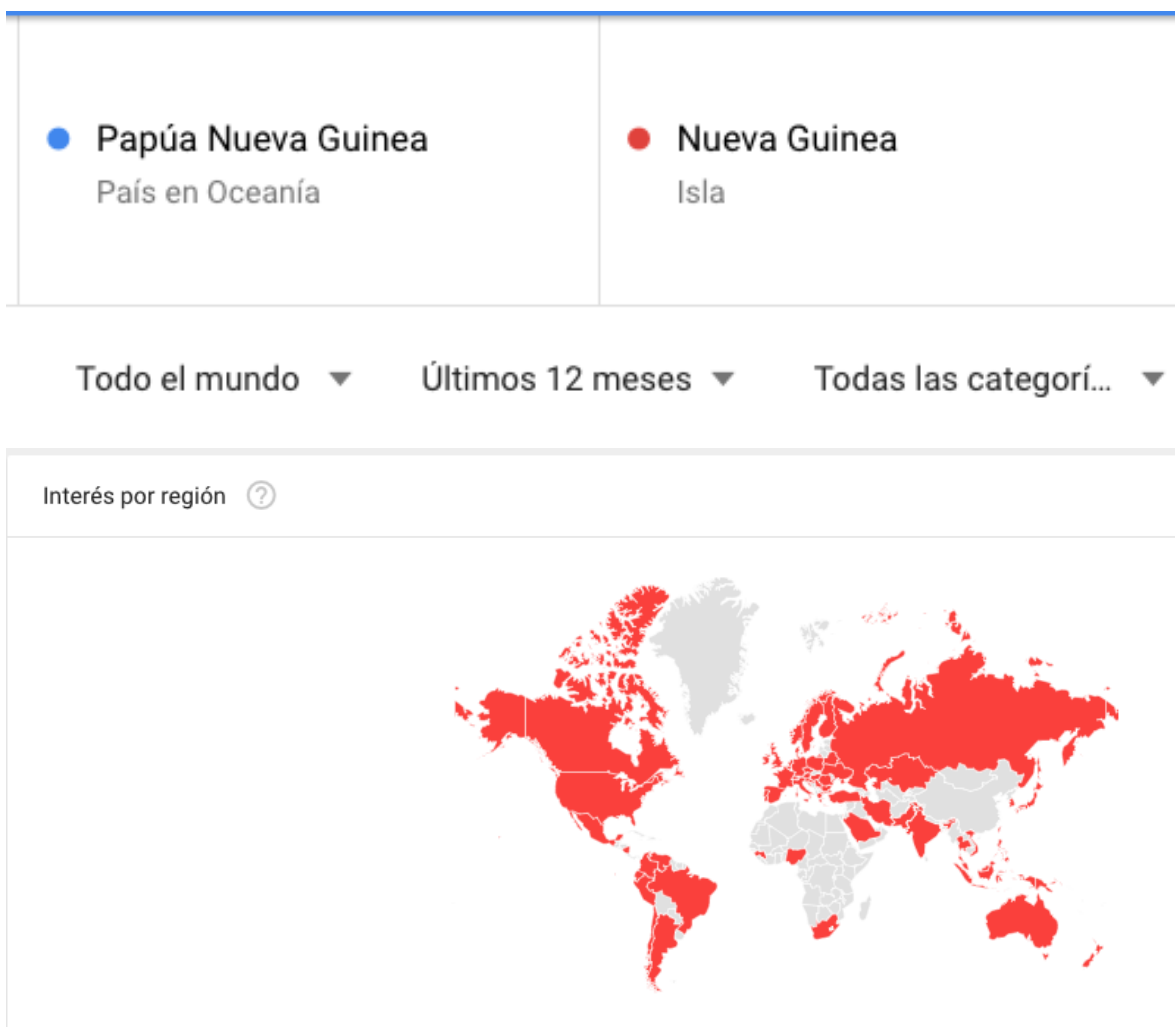 Papúa Nueva Guinea
País en Oceanía
Nueva Guinea
Isla
Todo el mundo
Últimos 12 meses
Todas las categorí...
Interés por región ?